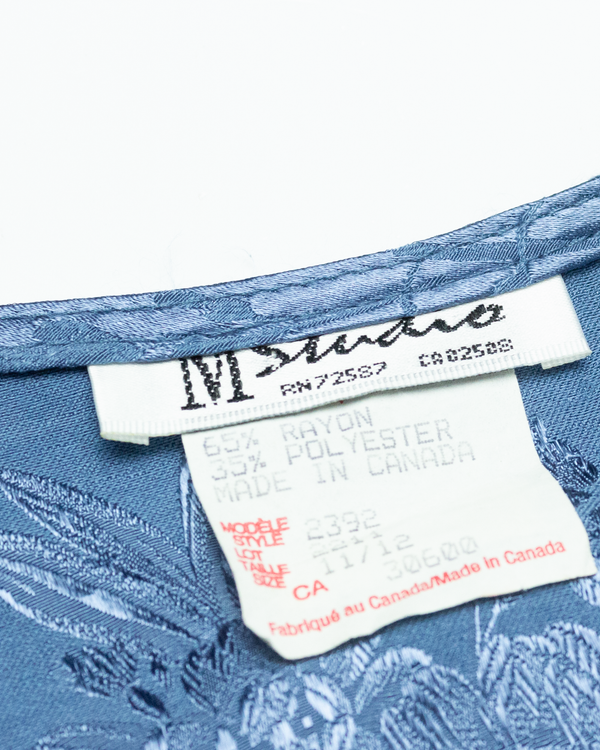 M Studio
RN72587 CA02508
65% RAYON
35% POLYESTER
MADE IN CANADA
MODÈLE
STYLE 2392
LOT
TAILLE 11/12
SIZE
CA 30600
Fabriqué au Canada/Made in Canada